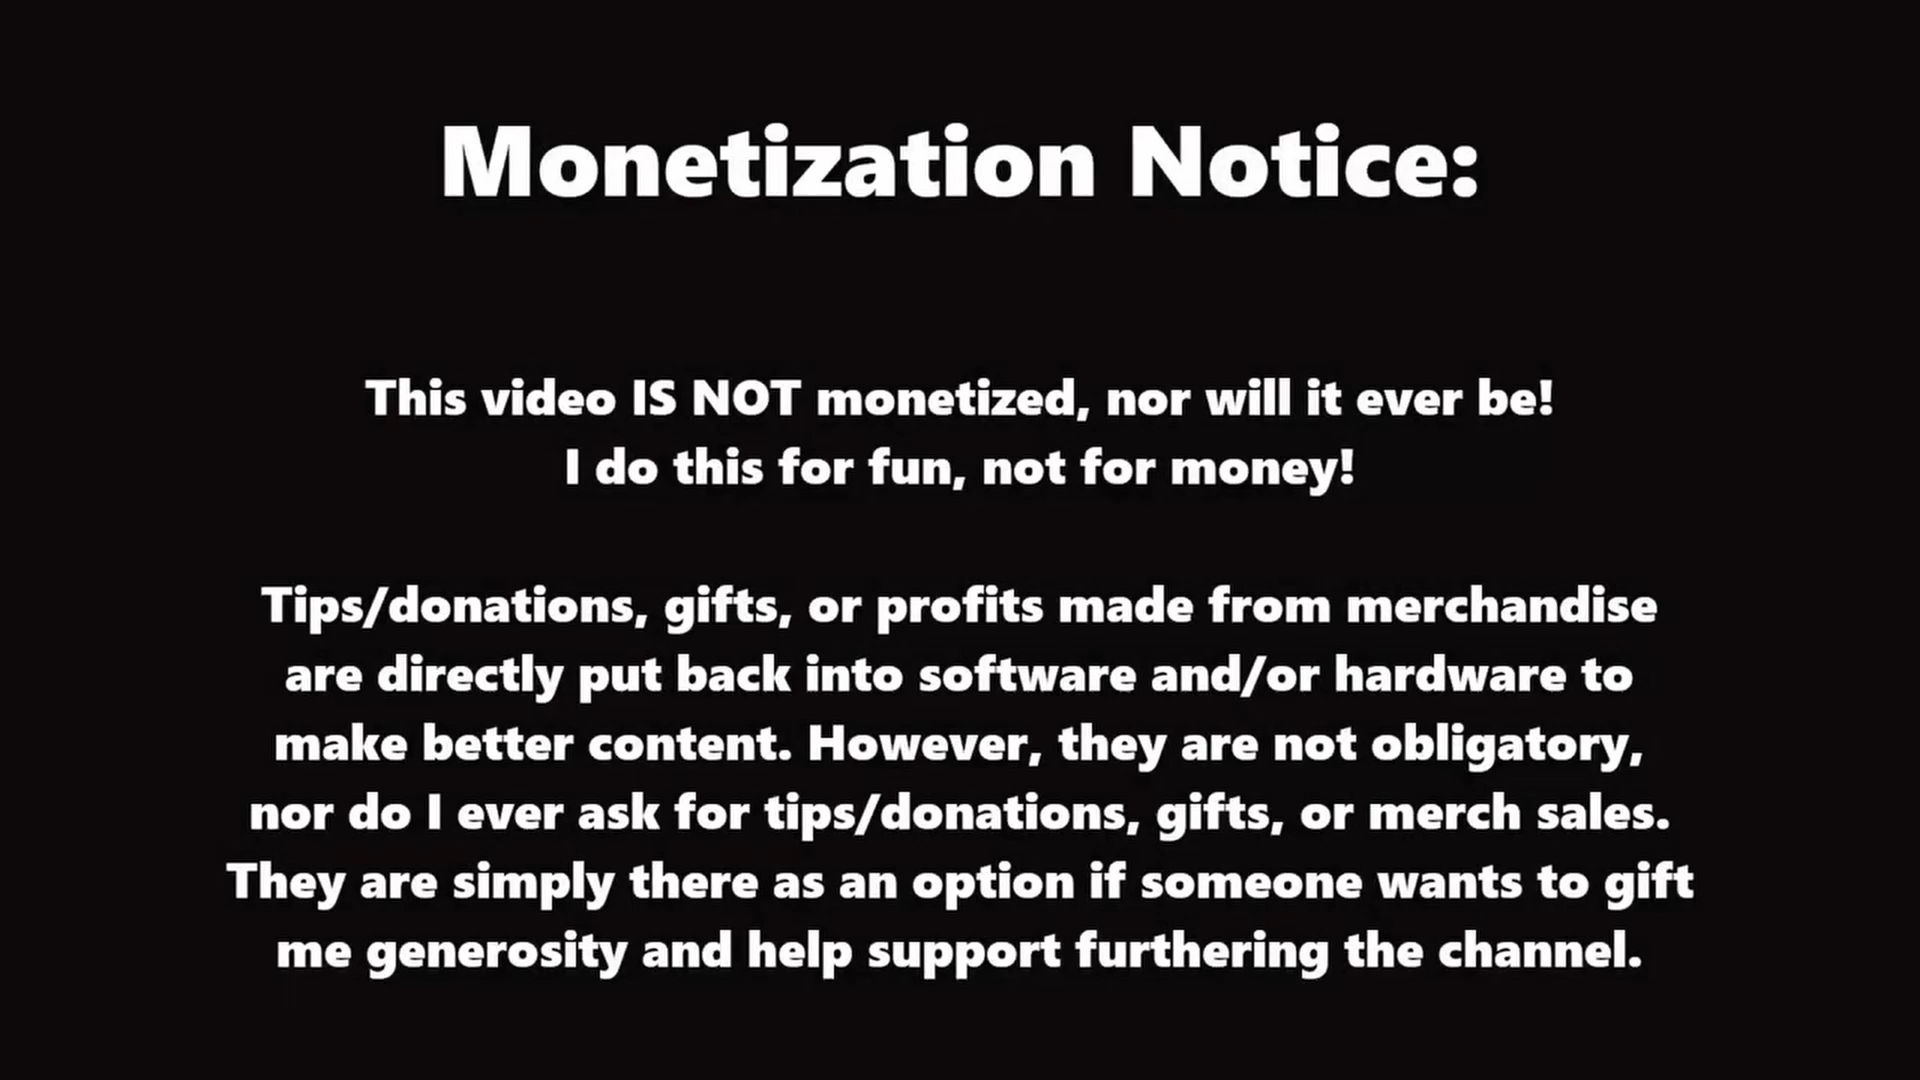 Monetization Notice:
This video IS NOT monetized, nor will it ever be!
I do this for fun, not for money!
Tips/donations, gifts, or profits made from merchandise
are directly put back into software and/or hardware to
make better content. However, they are not obligatory,
nor do I ever ask for tips/donations, gifts, or merch sales.
They are simply there as an option if someone wants to gift
me generosity and help support furthering the channel.